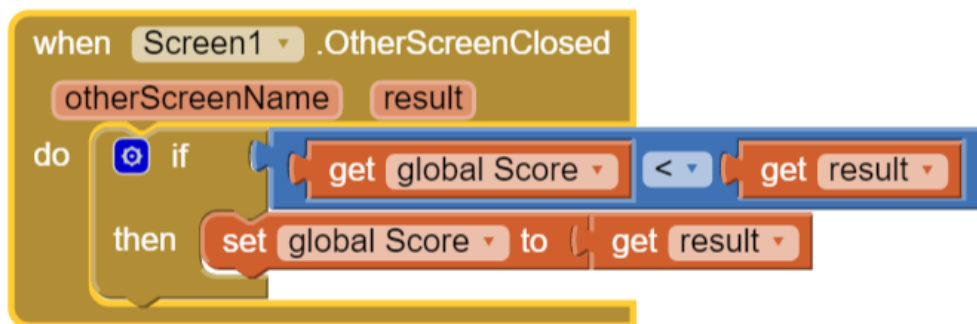 when Screen1 .OtherScreenClosed
otherScreenName result
do if get global Score < get result
then set global Score to get result